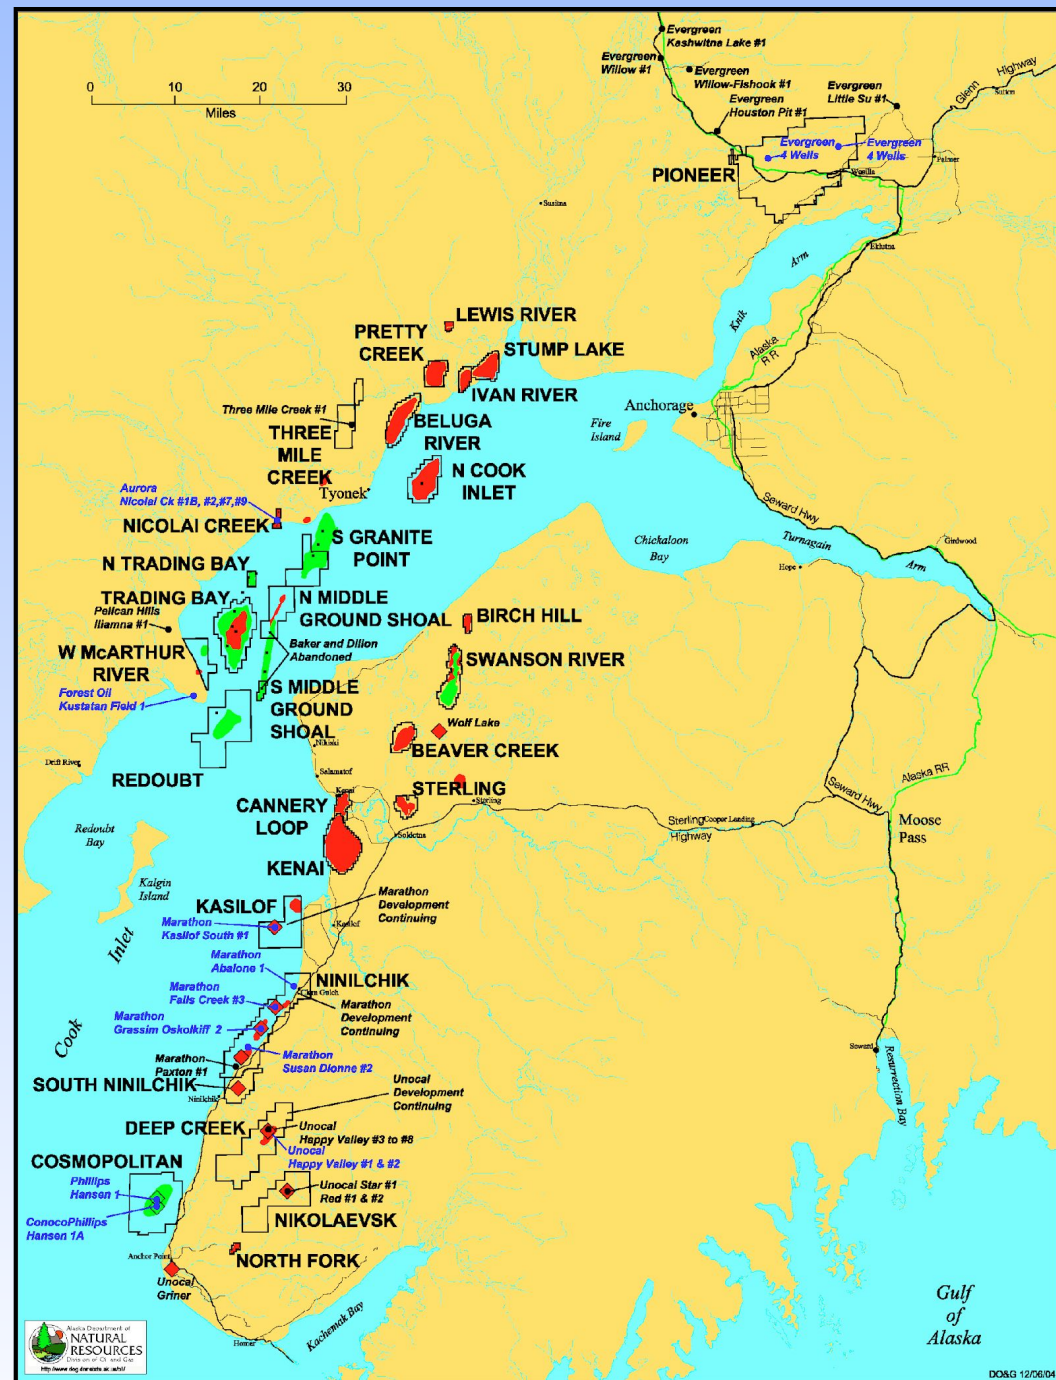 Evergreen
Kashwitna Lake #1
Evergreen
Willow #1
Evergreen
Willow-Fishook #1
Evergreen
Houston Pit #1
Evergreen
Little Su #1
Glenn
Highway
Sutton
0
10
20
30
Miles
Evergreen
4 Wells
Evergreen
4 Wells
Palmer
PIONEER
Wasilla
Susitna
Eklutna
Knik
Arm
Alaska
RR
LEWIS RIVER
PRETTY
CREEK
STUMP LAKE
IVAN RIVER
Three Mile Creek #1
THREE
MILE
CREEK
BELUGA
RIVER
Anchorage
Fire
Island
N COOK
INLET
Tyonek
Aurora
Nicolai Ck #1B, #2,#7,#9
NICOLAI CREEK
S GRANITE
POINT
Chickaloon
Bay
Seward Hwy
Turnagain
Arm
Girdwood
Hope
N TRADING BAY
TRADING BAY
Pelican Hills
Iliamna #1
N MIDDLE
GROUND SHOAL
BIRCH HILL
Baker and Dillon
Abandoned
W McARTHUR
RIVER
SWANSON RIVER
Forest Oil
Kustatan Field 1
S MIDDLE
GROUND
SHOAL
Wolf Lake
Nikiski
BEAVER CREEK
REDOUBT
Drift River
Salamatof
Kenai
STERLING
Sterling
CANNERY
LOOP
Soldotna
Sterling
Highway
Cooper Landing
Seward Hwy
Alaska RR
Moose
Pass
Redoubt
Bay
KENAI
Kalgin
Island
KASILOF
Marathon
Development
Continuing
Marathon
Kasilof South #1
Kasilof
Inlet
Cook
Marathon
Abalone 1
NINILCHIK
Clam Gulch
Marathon
Falls Creek #3
Marathon
Development
Continuing
Marathon
Grassim Oskolkiff 2
Marathon
Paxton #1
Marathon
Susan Dionne #2
Seward
Resurrection Bay
SOUTH NINILCHIK
Ninilchik
Unocal
Development
Continuing
DEEP CREEK
Unocal
Happy Valley #3 to #8
Unocal
Happy Valley #1 & #2
COSMOPOLITAN
Phillips
Hansen 1
Unocal Star #1
Red #1 & #2
ConocoPhillips
Hansen 1A
NIKOLAEVSK
Anchor Point
NORTH FORK
Unocal
Griner
Homer
Kachemak Bay
Gulf
of
Alaska
Alaska Department of
NATURAL
RESOURCES
Division of Oil and Gas
DO&G 12/06/04